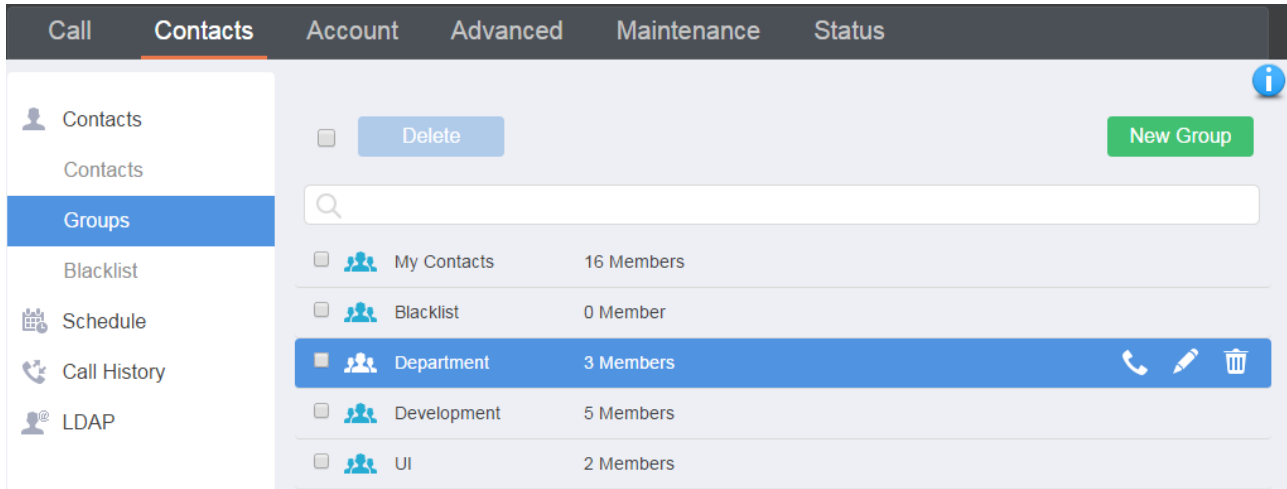 Call Contacts Account Advanced Maintenance Status
Contacts
Contacts
Groups
Blacklist
Schedule
Call History
LDAP
Delete New Group
My Contacts 16 Members
Blacklist 0 Member
Department 3 Members
Development 5 Members
UI 2 Members